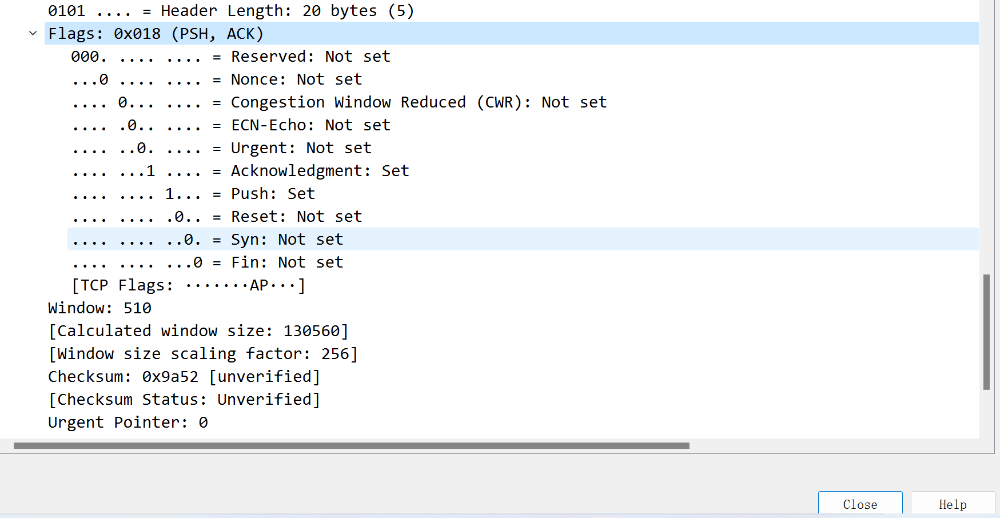 0101 .... = Header Length: 20 bytes (5)
Flags: 0x018 (PSH, ACK)
000. .... .... = Reserved: Not set
...0 .... .... = Nonce: Not set
.... 0... .... = Congestion Window Reduced (CWR): Not set
.... .0.. .... = ECN-Echo: Not set
.... ..0. .... = Urgent: Not set
.... ...1 .... = Acknowledgment: Set
.... .... 1... = Push: Set
.... .... .0.. = Reset: Not set
.... .... ..0. = Syn: Not set
.... .... ...0 = Fin: Not set
[TCP Flags: ·······AP···]
Window: 510
[Calculated window size: 130560]
[Window size scaling factor: 256]
Checksum: 0x9a52 [unverified]
[Checksum Status: Unverified]
Urgent Pointer: 0
Close Help